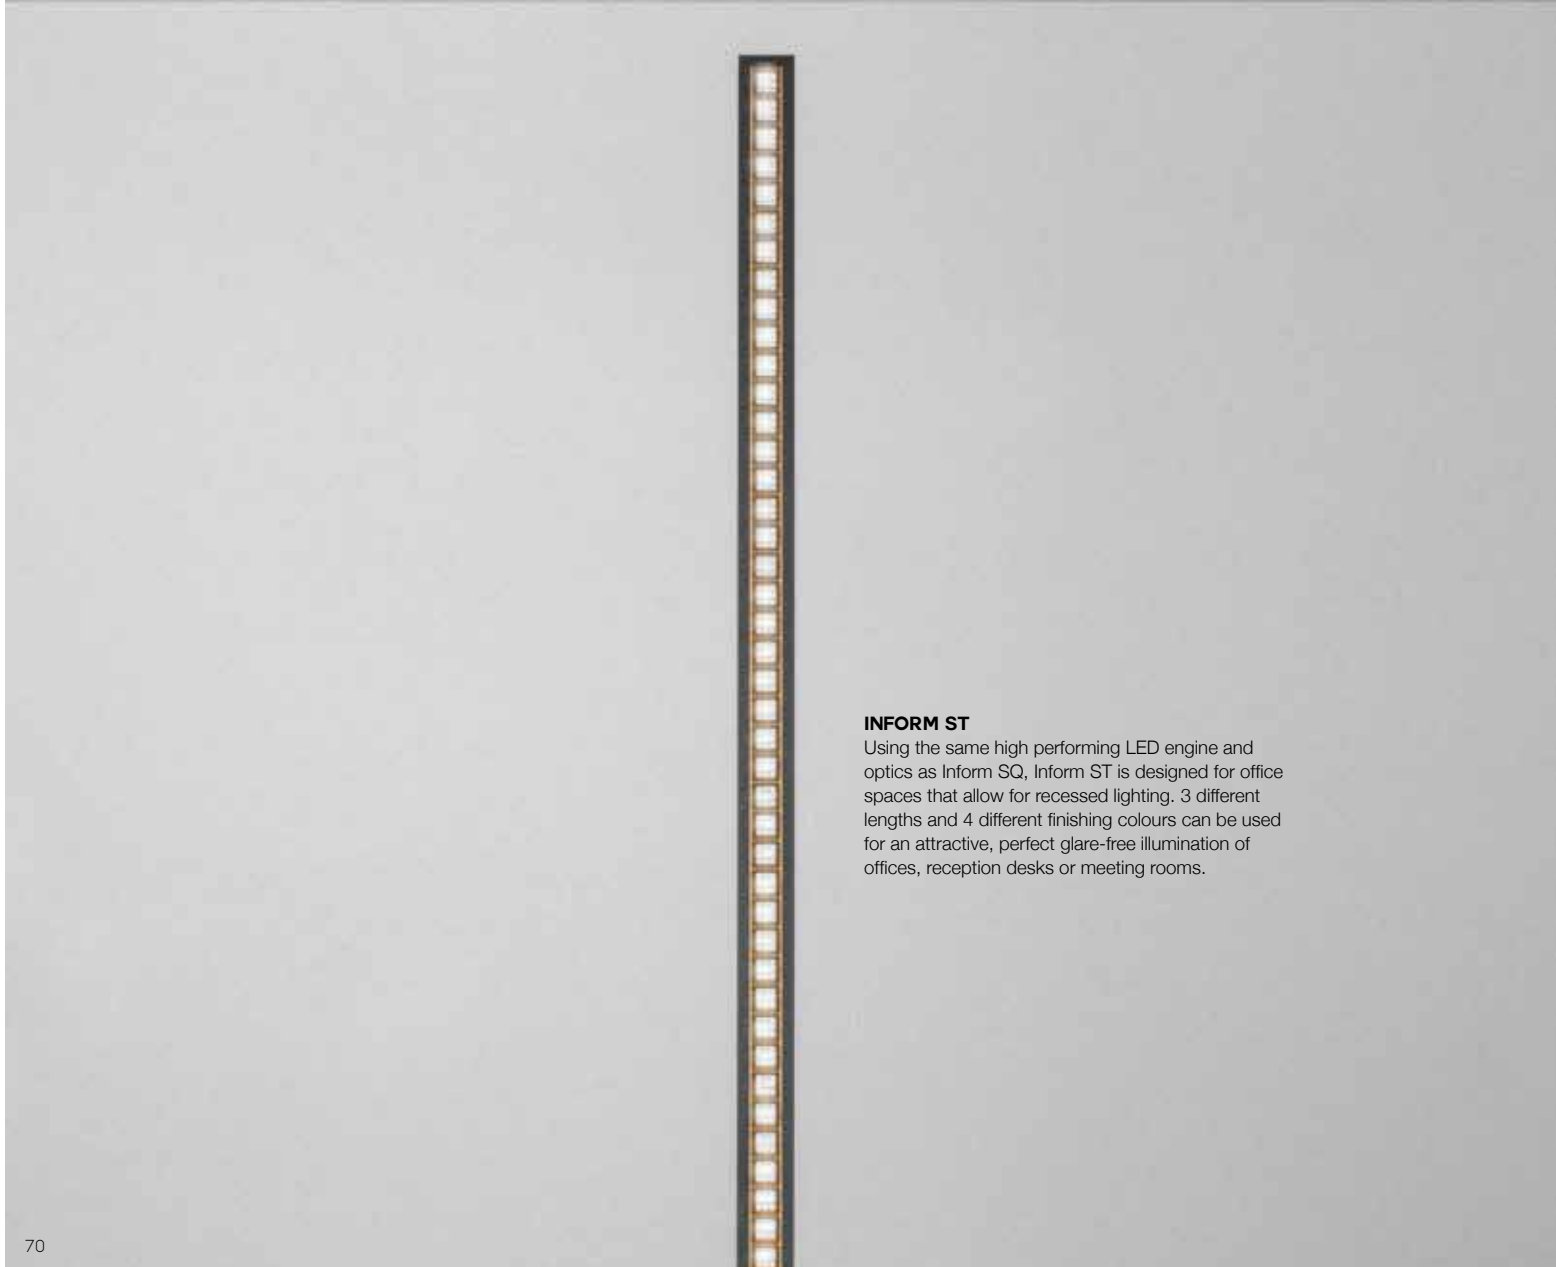 INFORM ST
Using the same high performing LED engine and
optics as Inform SQ, Inform ST is designed for office
spaces that allow for recessed lighting. 3 different
lengths and 4 different finishing colours can be used
for an attractive, perfect glare-free illumination of
offices, reception desks or meeting rooms.
70